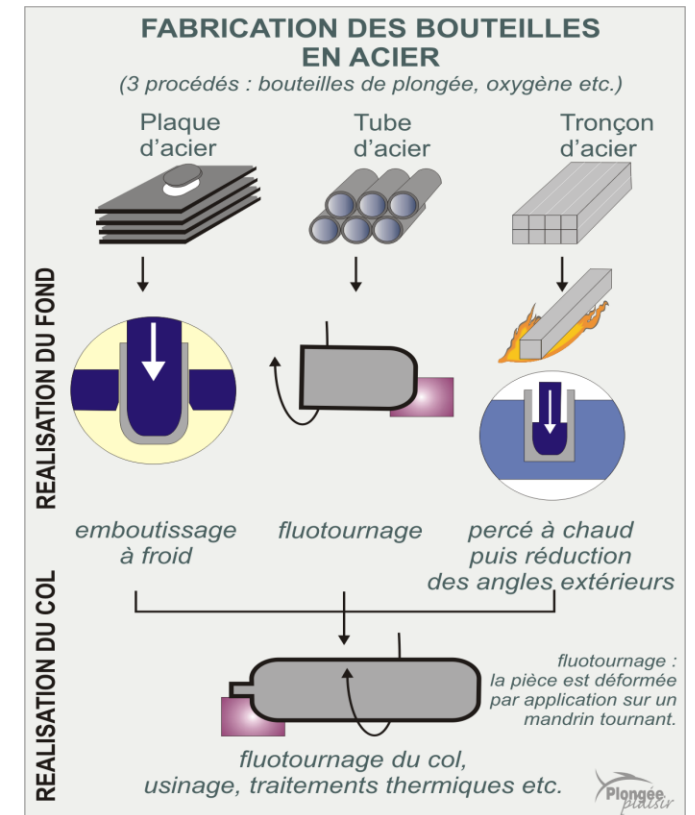 FABRICATION DES BOUTEILLES
EN ACIER
(3 procédés : bouteilles de plongée, oxygène etc.)
Plaque
d'acier
Tube
d'acier
Tronçon
d'acier
REALISATION DU FOND
emboutissage
à froid
fluotournage
percé à chaud
puis réduction
des angles extérieurs
REALISATION DU COL
fluotournage :
la pièce est déformée
par application sur un
mandrin tournant.
fluotournage du col,
usinage, traitements thermiques etc.
Plongée
plaisir